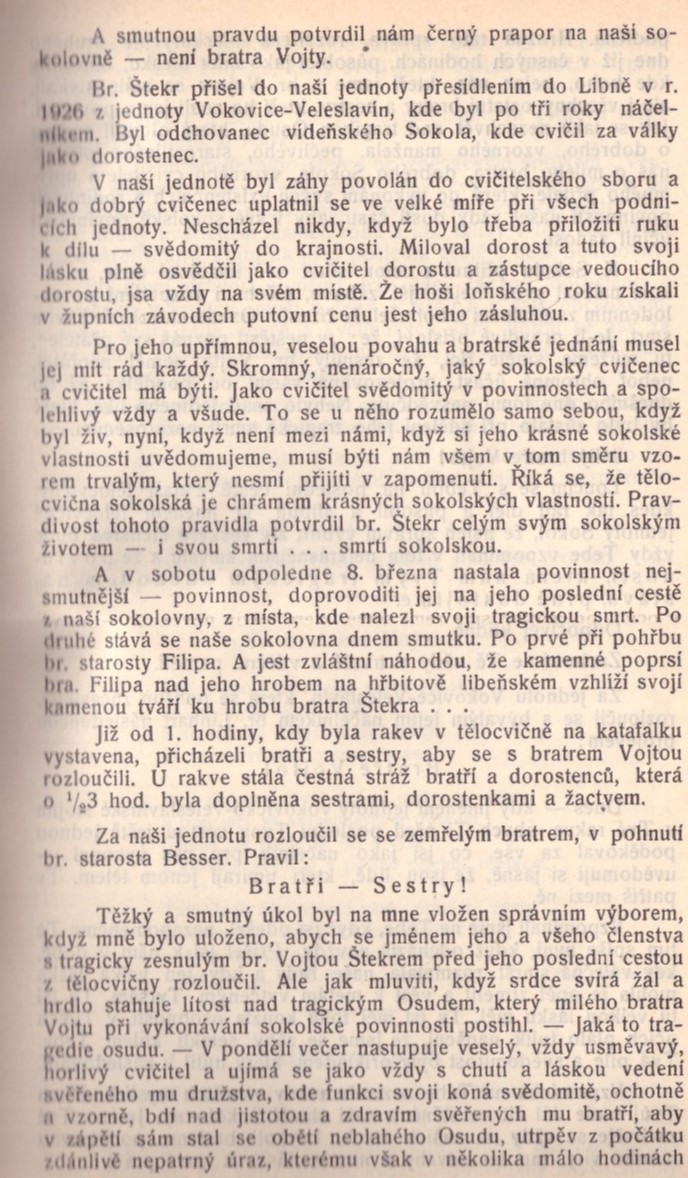 A smutnou pravdu potvrdil nám černý prapor na naší so-
kolovně — není bratra Vojty.
Br. Štekr přišel do naší jednoty přesídlením do Libně v r.
1926 z jednoty Vokovice-Veleslavín, kde byl po tři roky náčel-
níkem. Byl odchovanec vídeňského Sokola, kde cvičil za války
jako dorostenec.
V naší jednotě byl záhy povolán do cvičitelského sboru a
jako dobrý cvičenec uplatnil se ve velké míře při všech podni-
cích jednoty. Nescházel nikdy, když bylo třeba přiložiti ruku
k dílu — svědomitý do krajnosti. Miloval dorost a tuto svoji
lásku plně osvědčil jako cvičitel dorostu a zástupce vedoucího
dorostu, jsa vždy na svém místě. Že hoši loňského roku získali
v župních závodech putovní cenu jest jeho zásluhou.
Pro jeho upřímnou, veselou povahu a bratrské jednání musel
jej mít rád každý. Skromný, nenáročný, jaký sokolský cvičenec
a cvičitel má býti. Jako cvičitel svědomitý v povinnostech a spo-
lehlivý vždy a všude. To se u něho rozumělo samo sebou, když
byl živ, nyní, když není mezi námi, když si jeho krásné sokolské
vlastnosti uvědomujeme, musí býti nám všem v tom směru vzo-
rem trvalým, který nesmí přijíti v zapomenutí. Říká se, že tělo-
cvična sokolská je chrámem krásných sokolských vlastností. Prav-
divost tohoto pravidla potvrdil br. Štekr celým svým sokolským
životem — i svou smrtí . . . smrtí sokolskou.
A v sobotu odpoledne 8. března nastala povinnost nej-
smutnější — povinnost, doprovoditi jej na jeho poslední cestě
z naší sokolovny, z místa, kde nalezl svoji tragickou smrt. Po
druhé stává se naše sokolovna dnem smutku. Po prvé při pohřbu
br. starosty Filipa. A jest zvláštní náhodou, že kamenné poprsí
bra. Filipa nad jeho hrobem na hřbitově libeňském vzhlíží svojí
kamenou tváří ku hrobu bratra Štekra . . .
Již od 1. hodiny, kdy byla rakev v tělocvičně na katafalku
vystavena, přicházeli bratři a sestry, aby se s bratrem Vojtou
rozloučili. U rakve stála čestná stráž bratří a dorostenců, která
o ½3 hod. byla doplněna sestrami, dorostenkami a žactvem.
Za naši jednotu rozloučil se se zemřelým bratrem, v pohnutí
br. starosta Besser. Pravil:
Bratři — Sestry!
Těžký a smutný úkol byl na mne vložen správním výborem,
když mně bylo uloženo, abych se jménem jeho a všeho členstva
s tragicky zesnulým br. Vojtou Štekrem před jeho poslední cestou
z tělocvičny rozloučil. Ale jak mluviti, když srdce svírá žal a
hrdlo stahuje lítost nad tragickým Osudem, který milého bratra
Vojtu při vykonávání sokolské povinnosti postihl. — Jaká to tra-
gedie osudu. — V pondělí večer nastupuje veselý, vždy usměvavý,
horlivý cvičitel a ujímá se jako vždy s chutí a láskou vedení
svěřeného mu družstva, kde funkci svoji koná svědomitě, ochotně
a vzorně, bdí nad jistotou a zdravím svěřených mu bratří, aby
v zápětí sám stal se obětí neblahého Osudu, utrpěv z počátku
zdánlivě nepatrný úraz, kterému však v několika málo hodinách